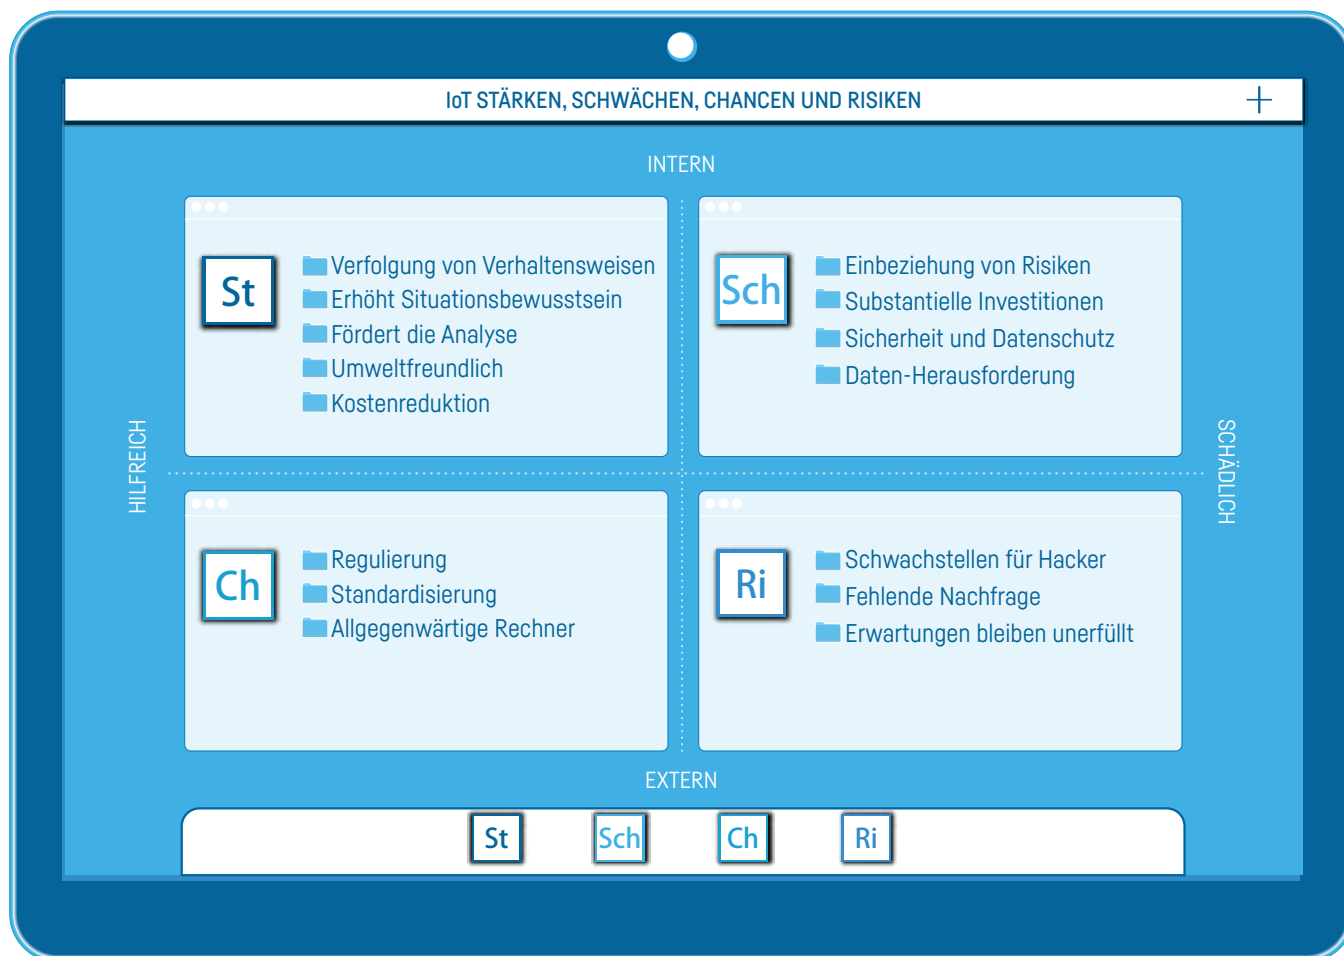 IoT STÄRKEN, SCHWÄCHEN, CHANCEN UND RISIKEN
INTERN
HILFREICH
SCHÄDLICH
St
Verfolgung von Verhaltensweisen
Erhöht Situationsbewusstsein
Fördert die Analyse
Umweltfreundlich
Kostenreduktion
Sch
Einbeziehung von Risiken
Substantielle Investitionen
Sicherheit und Datenschutz
Daten-Herausforderung
Ch
Regulierung
Standardisierung
Allgegenwärtige Rechner
Ri
Schwachstellen für Hacker
Fehlende Nachfrage
Erwartungen bleiben unerfüllt
EXTERN
St Sch Ch Ri